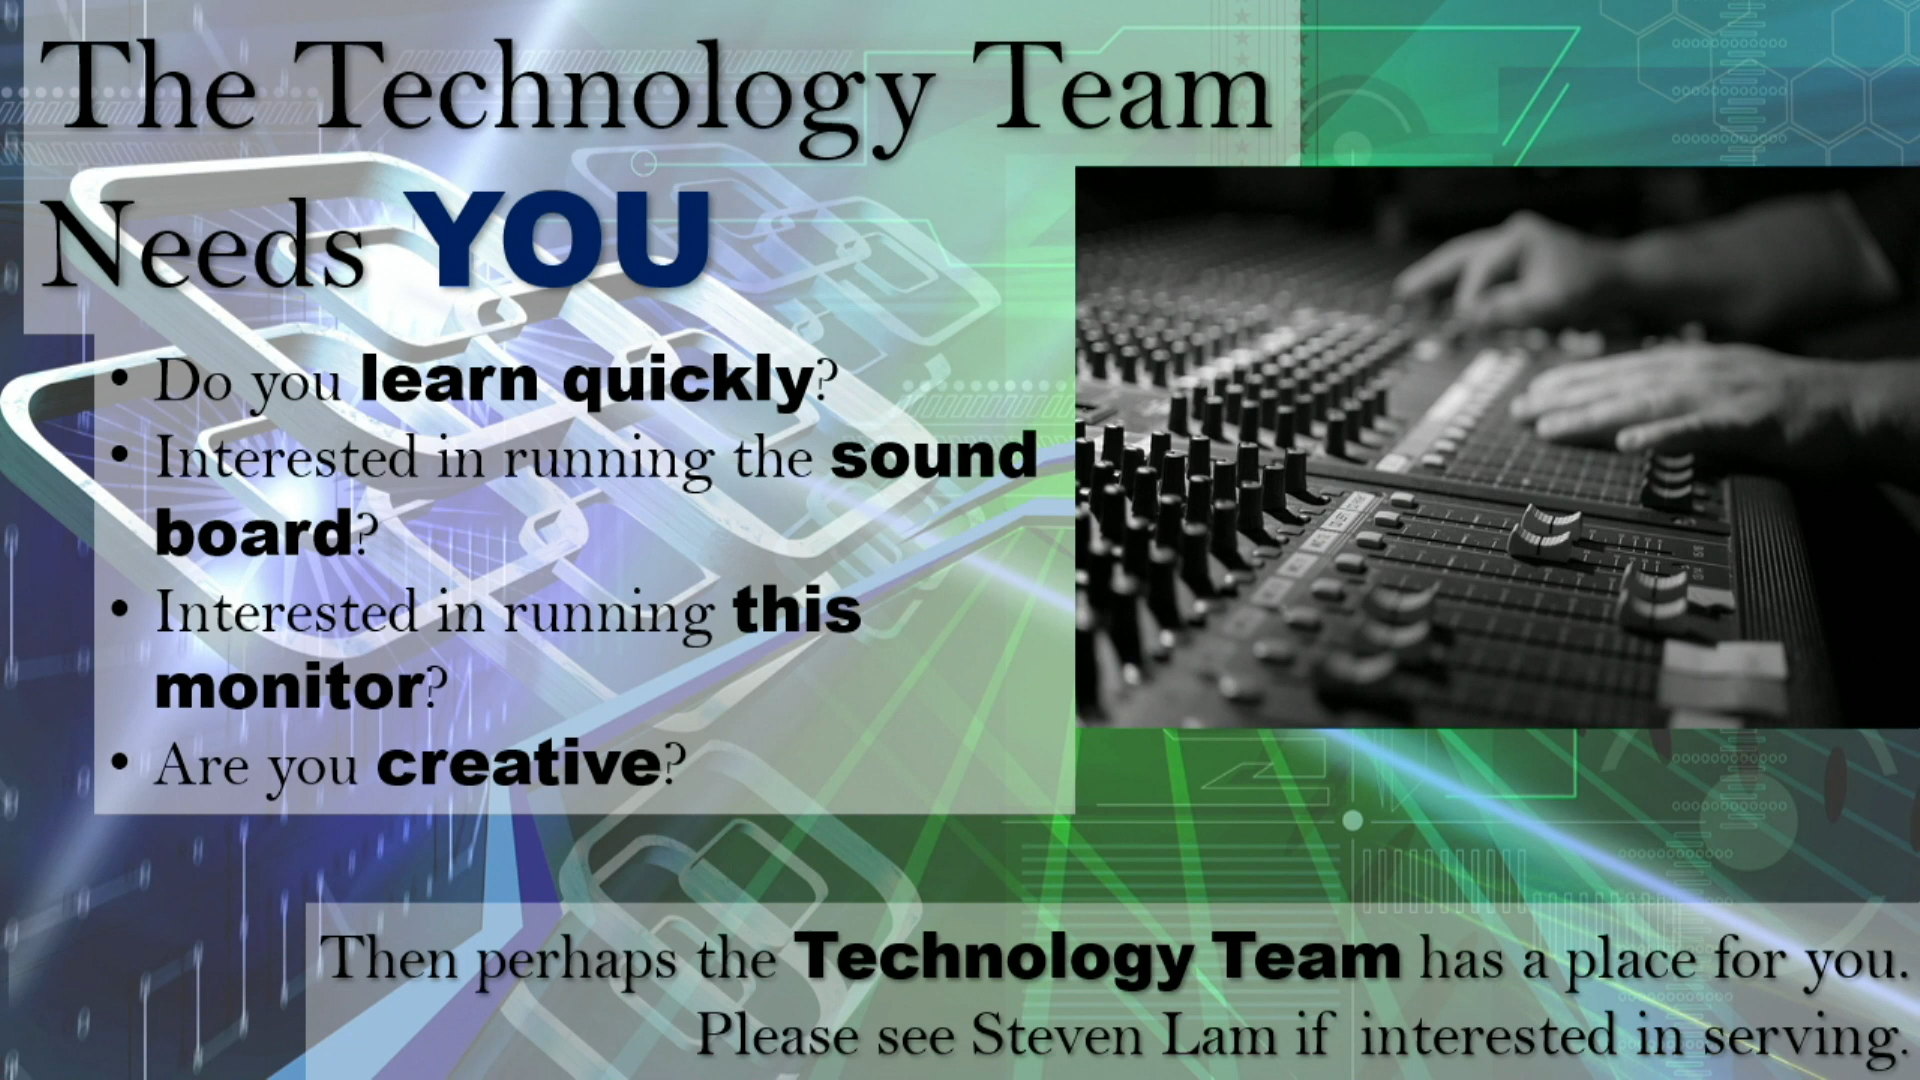 The Technology Team
Needs YOU
• Do you learn quickly?
• Interested in running the sound
board?
• Interested in running this
monitor?
• Are you creative?
Then perhaps the Technology Team has a place for you.
Please see Steven Lam if interested in serving.